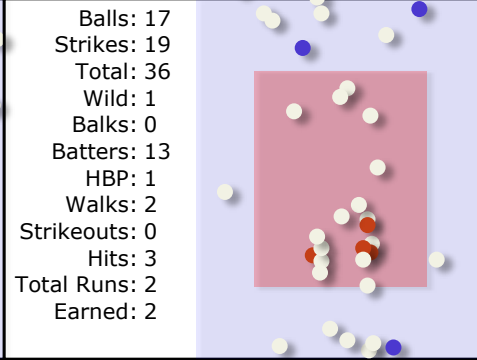 Balls: 17
Strikes: 19
Total: 36
Wild: 1
Balks: 0
Batters: 13
HBP: 1
Walks: 2
Strikeouts: 0
Hits: 3
Total Runs: 2
Earned: 2